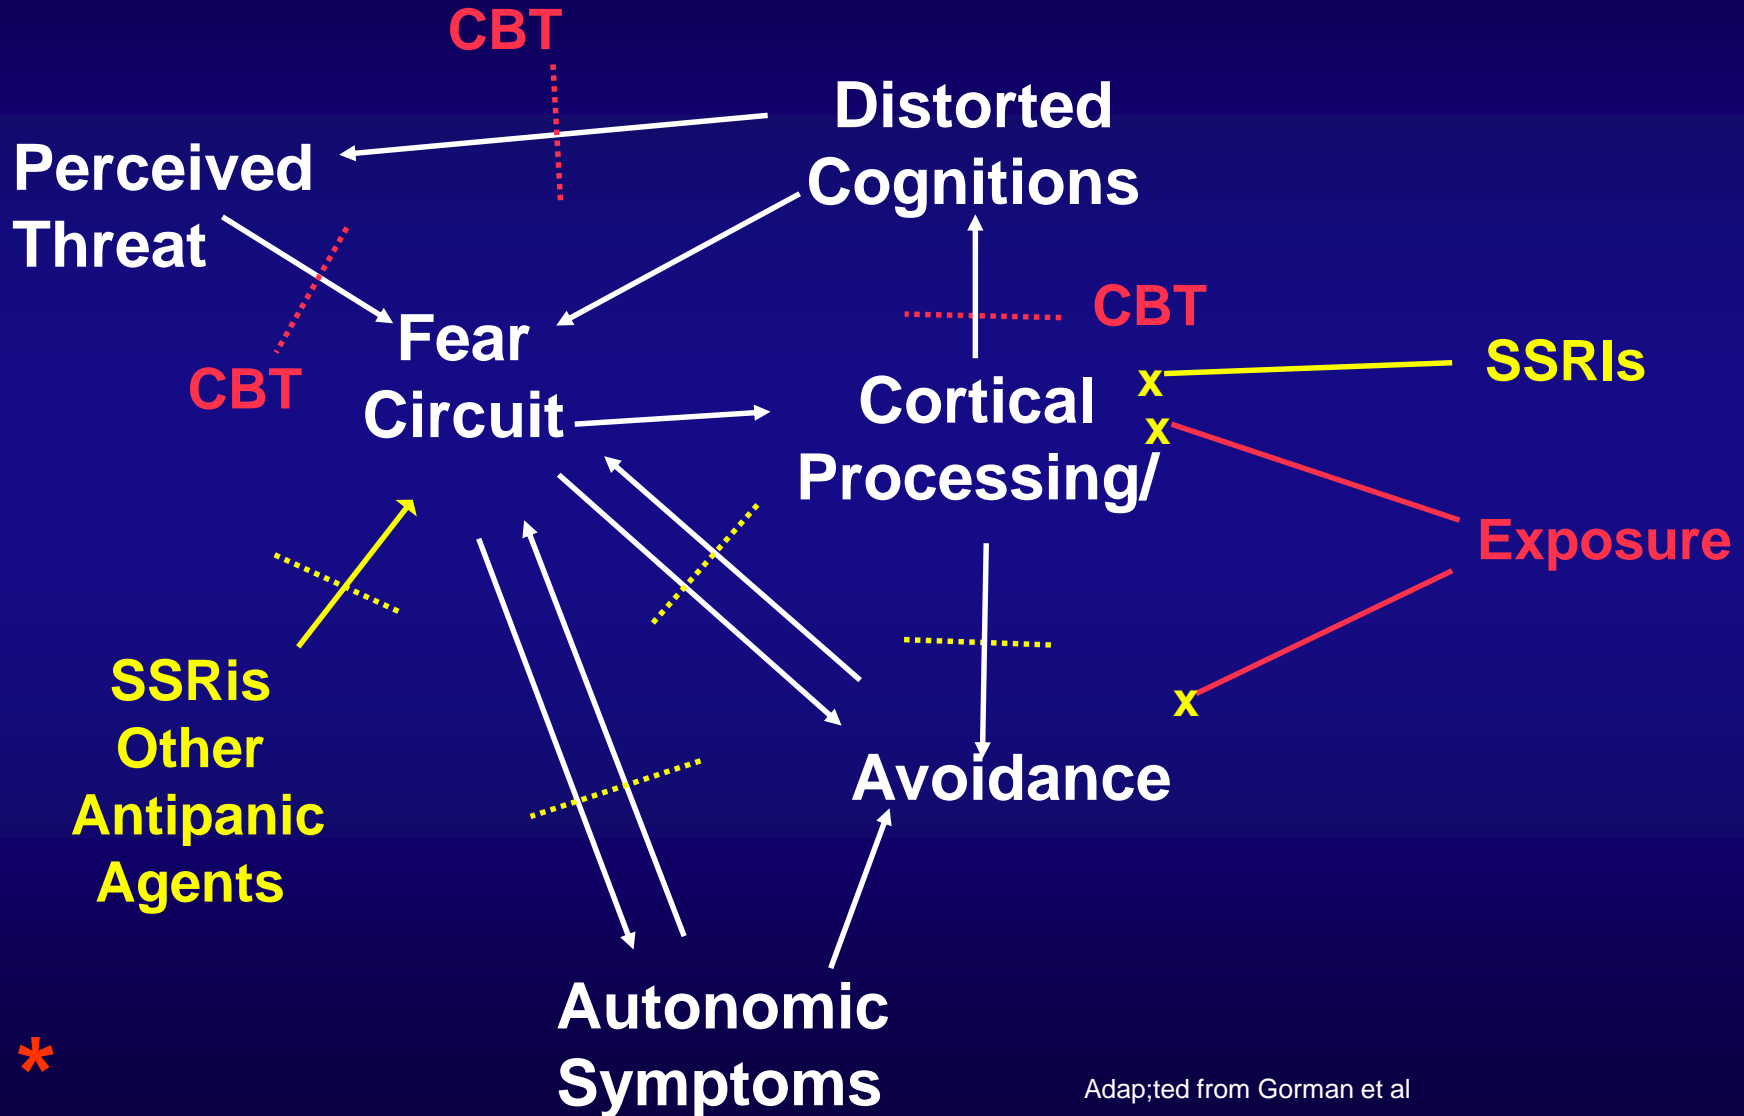 CBT
Distorted
Cognitions
Perceived
Threat
CBT
Fear
Circuit
CBT
SSRIs
x
x
Cortical
Processing/
Exposure
SSRis
Other
Antipanic
Agents
x
Avoidance
Autonomic
Symptoms
*
Adap;ted from Gorman et al